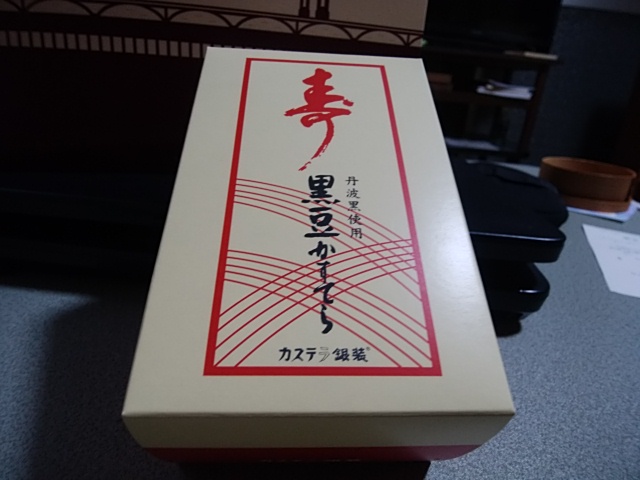 寿
丹波黒使用
黒豆かすてら
カステラ銀装